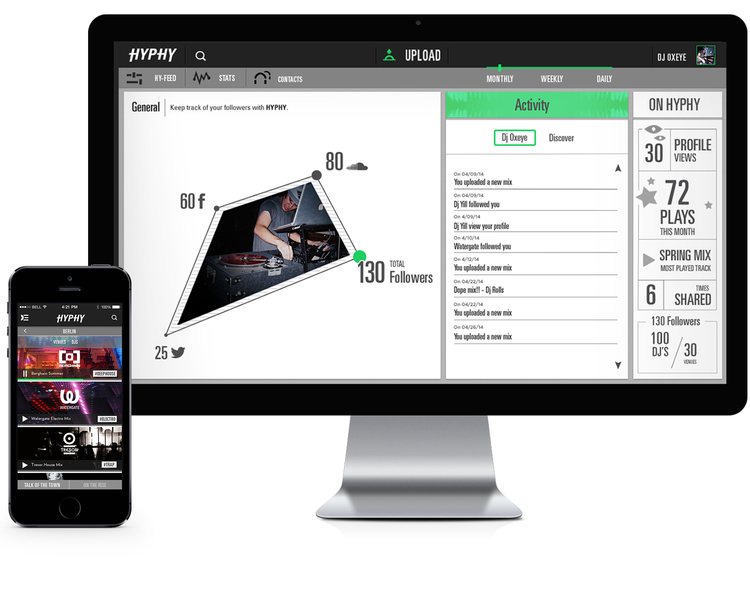 HYPHY
UPLOAD
DJ OXEYE
HY-FEED
STATS
CONTACTS
MONTHLY
WEEKLY
DAILY
General
Keep track of your followers with HYPHY.
80
60 f
130 TOTAL Followers
25
Activity
Dj Oxeye
Discover
On 04/09/14
You uploaded a new mix
On 04/09/14
Dj Yill followed you
On 4/09/14
Dj Yill view your profile
On 4/10/14
Watergate followed you
On 4/12/14
You uploaded a new mix
On 04/22/14
Dope mix!! - Dj Rolls
On 04/22/14
You uploaded a new mix
On 04/26/14
You uploaded a new mix
ON HYPHY
30 PROFILE
VIEWS
72
PLAYS
THIS MONTH
SPRING MIX
MOST PLAYED TRACK
6 TIMES
SHARED
130 Followers
100
DJ'S
30
VENUES
BELL 4:21 PM 100%
HYPHY
BERLIN
VENUES DJS
Berghain Summer #DEEPHOUSE
WATERGATE
Watergate Electro Mix #ELECTRO
TRESOR
Tresor House Mix #TRAP
TALK OF THE TOWN ON THE RISE